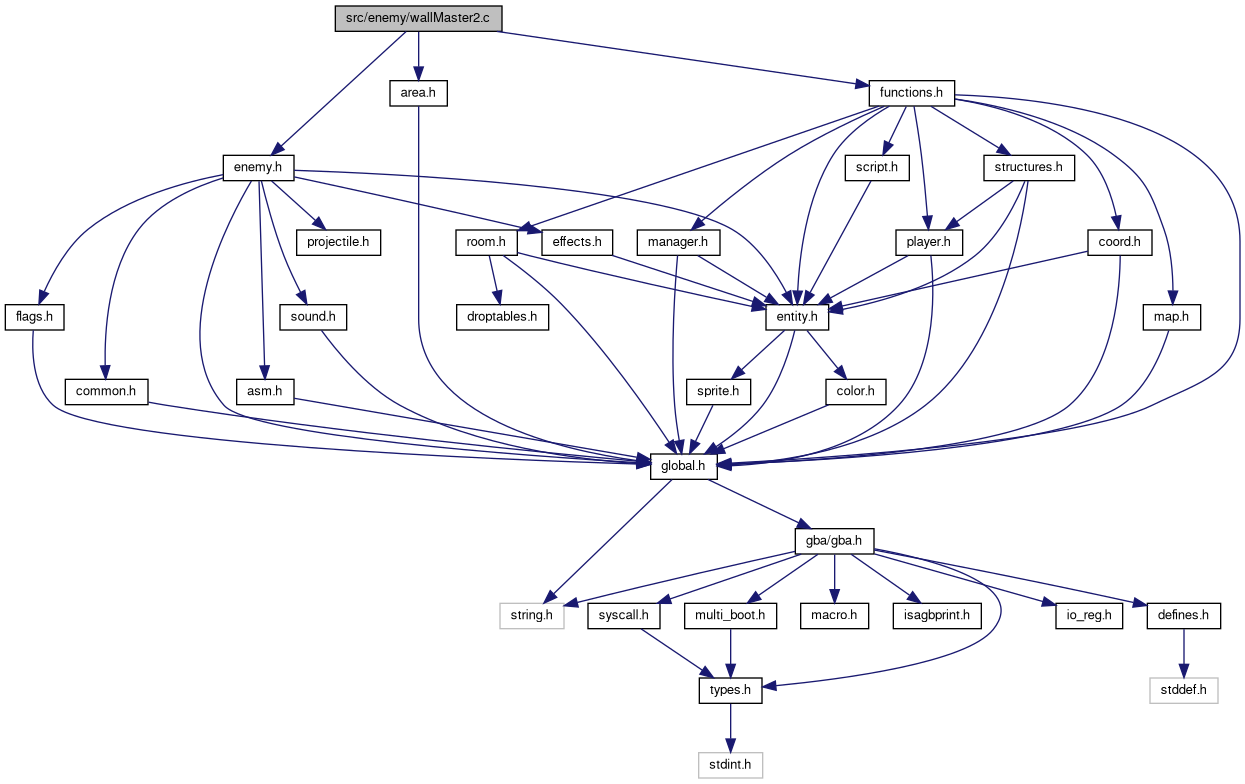 src/enemy/wallMaster2.c
area.h
functions.h
enemy.h
script.h
structures.h
projectile.h
room.h
effects.h
manager.h
player.h
coord.h
flags.h
sound.h
droptables.h
entity.h
map.h
common.h
asm.h
sprite.h
color.h
global.h
gba/gba.h
string.h
syscall.h
multi_boot.h
macro.h
isagbprint.h
io_reg.h
defines.h
types.h
stddef.h
stdint.h